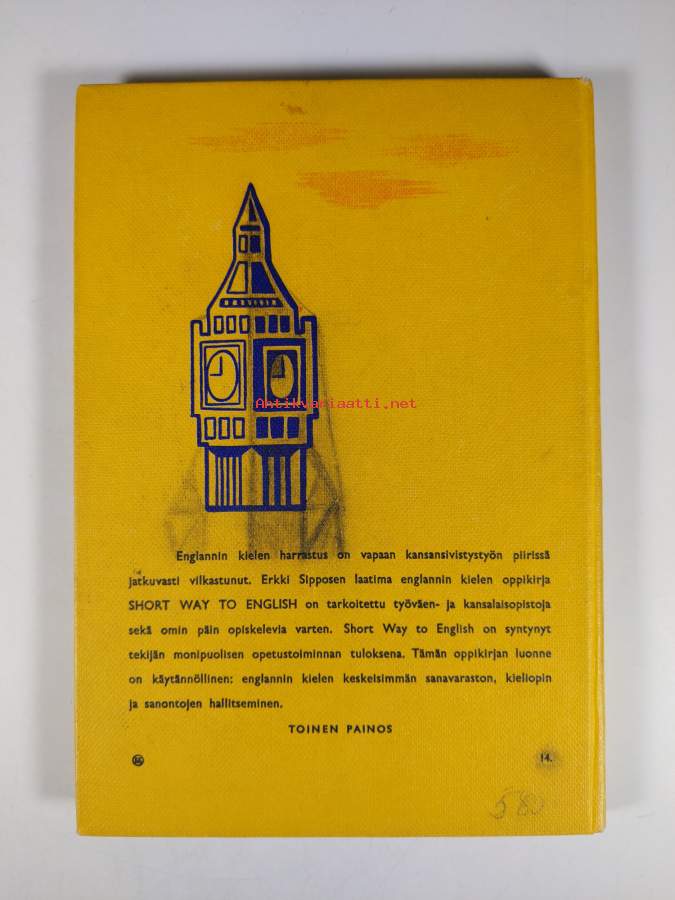 Antikvariaatti.net
Englannin kielen harrastus on vapaan kansansivistystyön piirissä
jatkuvasti vilkastunut. Erkki Sipposen laatima englannin kielen oppikirja
SHORT WAY TO ENGLISH on tarkoitettu työväen- ja kansalaisopistoja
sekä omin päin opiskelevia varten. Short Way to English on syntynyt
tekijän monipuolisen opetustoiminnan tuloksena. Tämän oppikirjan luonne
on käytännöllinen: englannin kielen keskeisimmän sanavaraston, kieliopin
ja sanontojen hallitseminen.
TOINEN PAINOS
14.
580